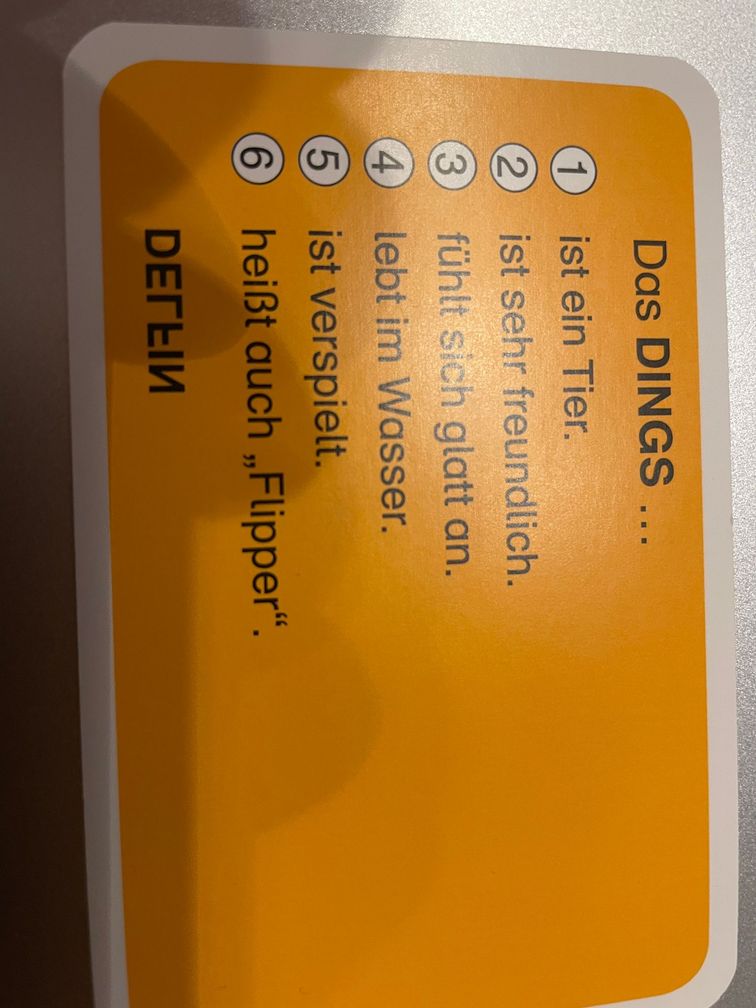 Das DINGS ...
1 ist ein Tier.
2 ist sehr freundlich.
3 fühlt sich glatt an.
4 lebt im Wasser.
5 ist verspielt.
6 heißt auch „Flipper“.
DELFIN